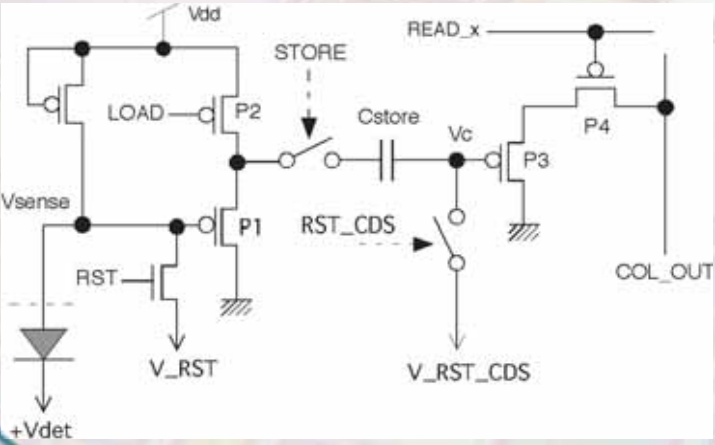 Vdd
READ_x
STORE
LOAD
P2
Cstore
Vc
P4
P3
Vsense
P1
RST_CDS
RST
COL_OUT
V_RST
V_RST_CDS
+Vdet